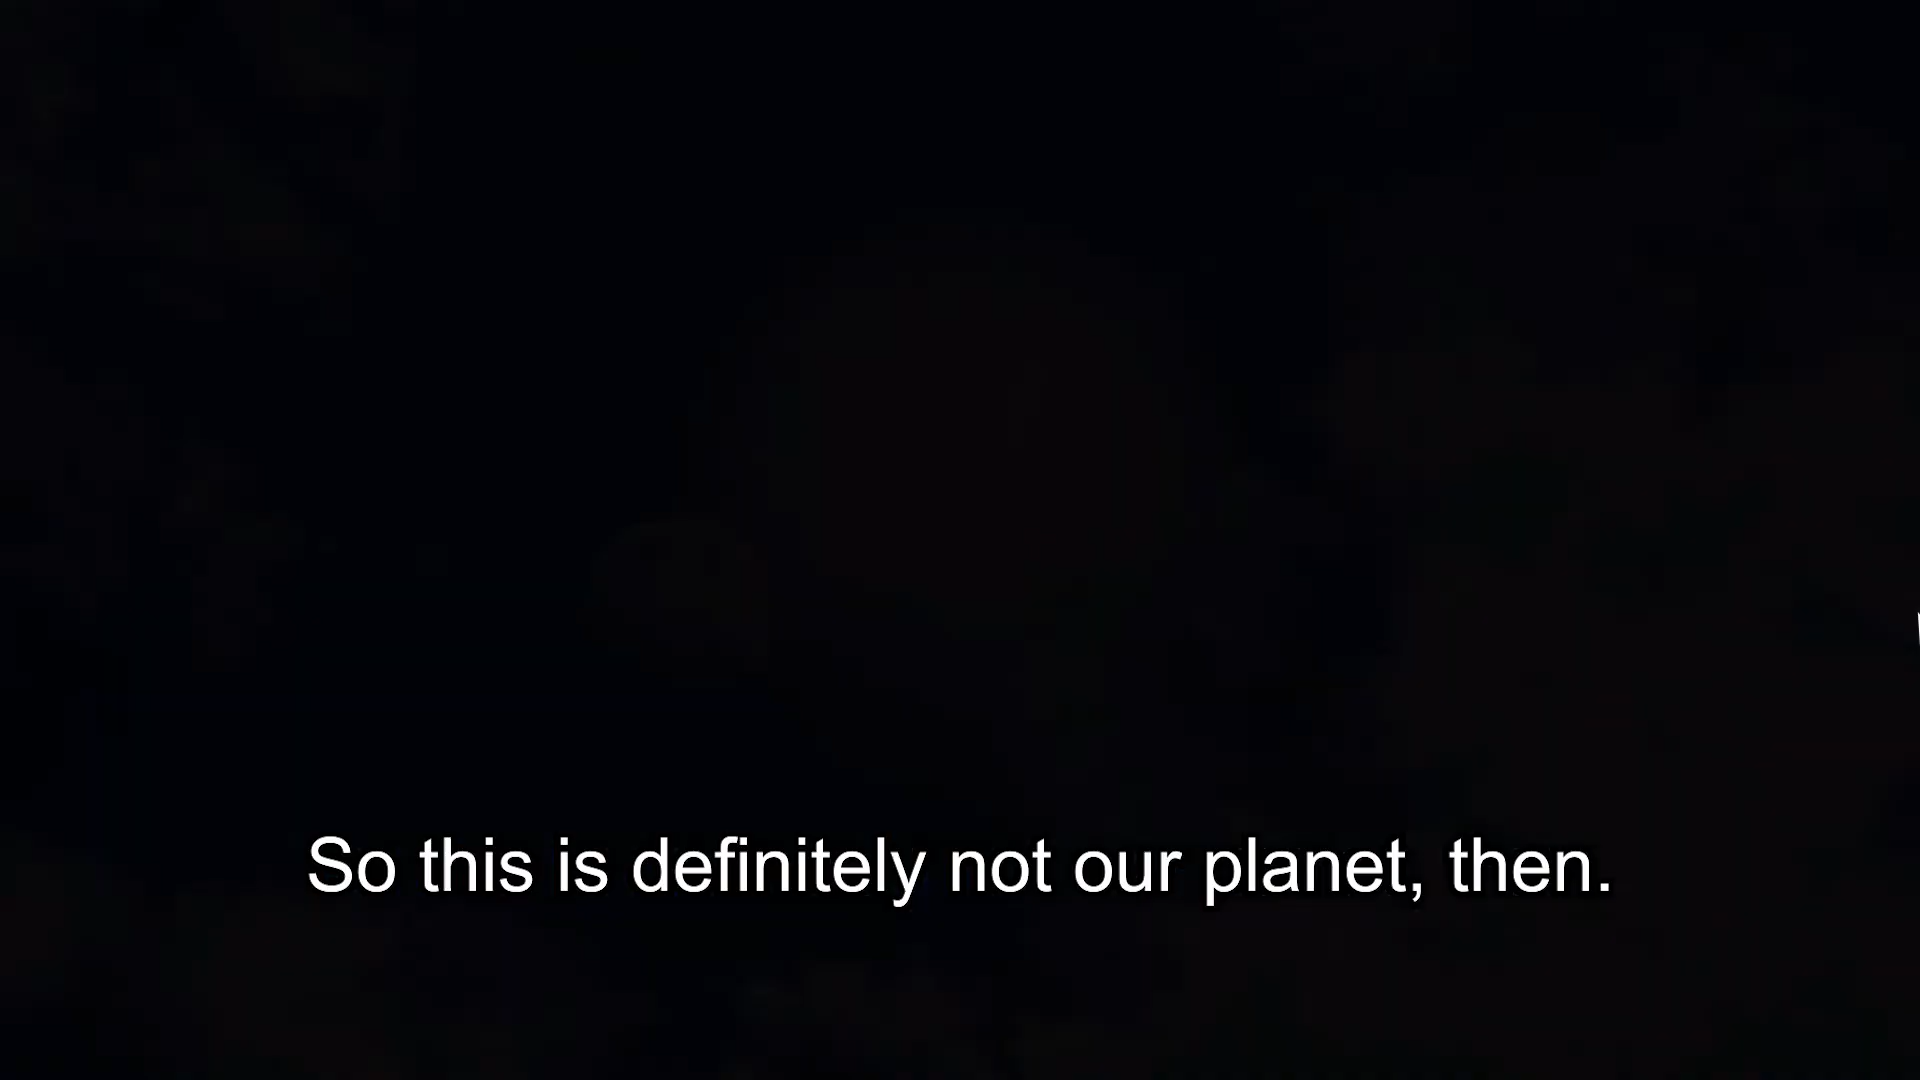 So this is definitely not our planet, then.